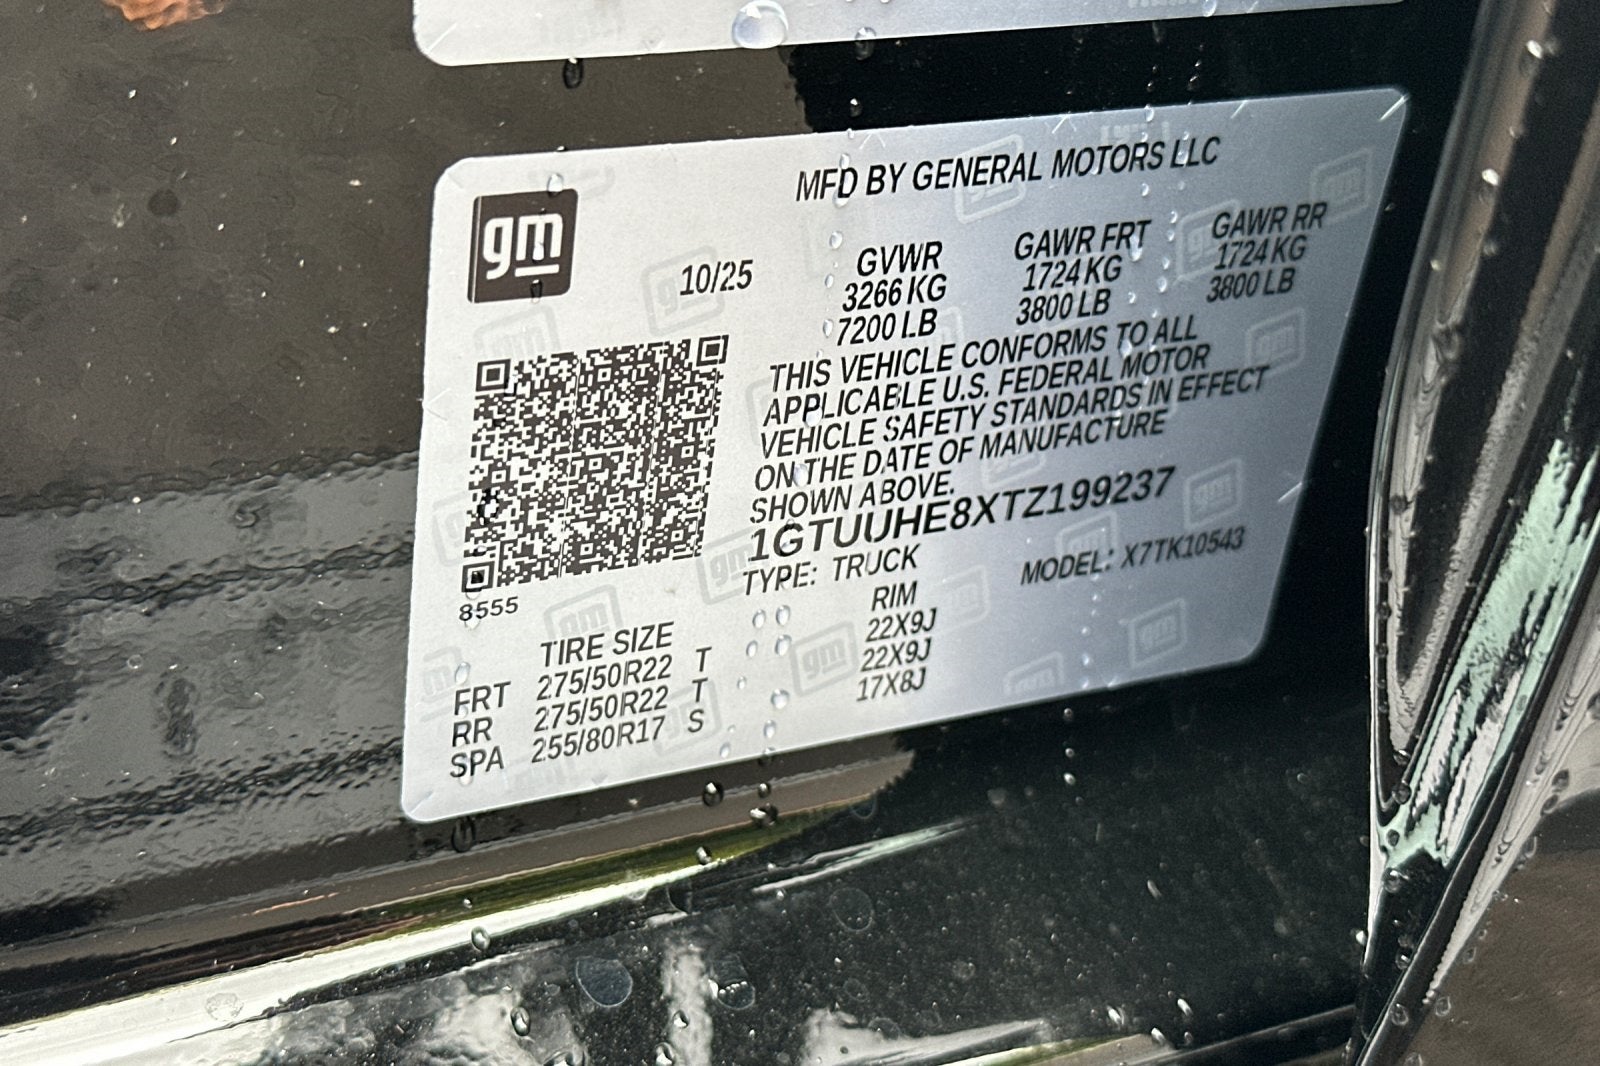 MFD BY GENERAL MOTORS LLC
gm
10/25
GVWR GAWR FRT GAWR RR
3266 KG 1724 KG 1724 KG
7200 LB 3800 LB 3800 LB
THIS VEHICLE CONFORMS TO ALL
APPLICABLE U.S. FEDERAL MOTOR
VEHICLE SAFETY STANDARDS IN EFFECT
ON THE DATE OF MANUFACTURE
SHOWN ABOVE.
1GTUUHE8XTZ199237
TYPE: TRUCK MODEL: X7TK10543
8555
TIRE SIZE RIM
FRT 275/50R22 T 22X9J
RR 275/50R22 T 22X9J
SPA 255/80R17 S 17X8J